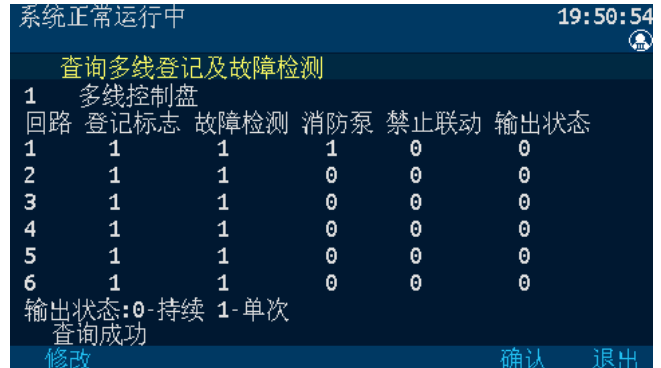 系统正常运行中 19:50:54
查询多线登记及故障检测
1 多线控制盘
回路 登记标志 故障检测 消防泵 禁止联动 输出状态
1 1 1 1 0 0
2 1 1 0 0 0
3 1 1 0 0 0
4 1 1 0 0 0
5 1 1 0 0 0
6 1 1 0 0 0
输出状态:0-持续 1-单次
查询成功
修改 确认 退出